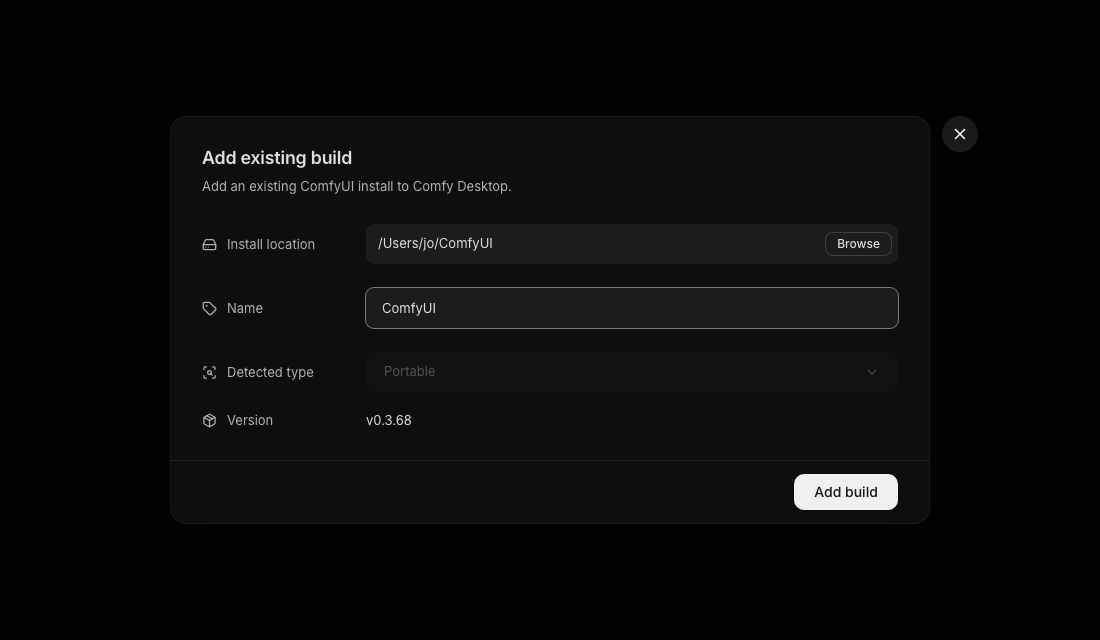 Add existing build
Add an existing ComfyUI install to Comfy Desktop.
Install location
/Users/jo/ComfyUI
Browse
Name
ComfyUI
Detected type
Portable
Version
v0.3.68
Add build